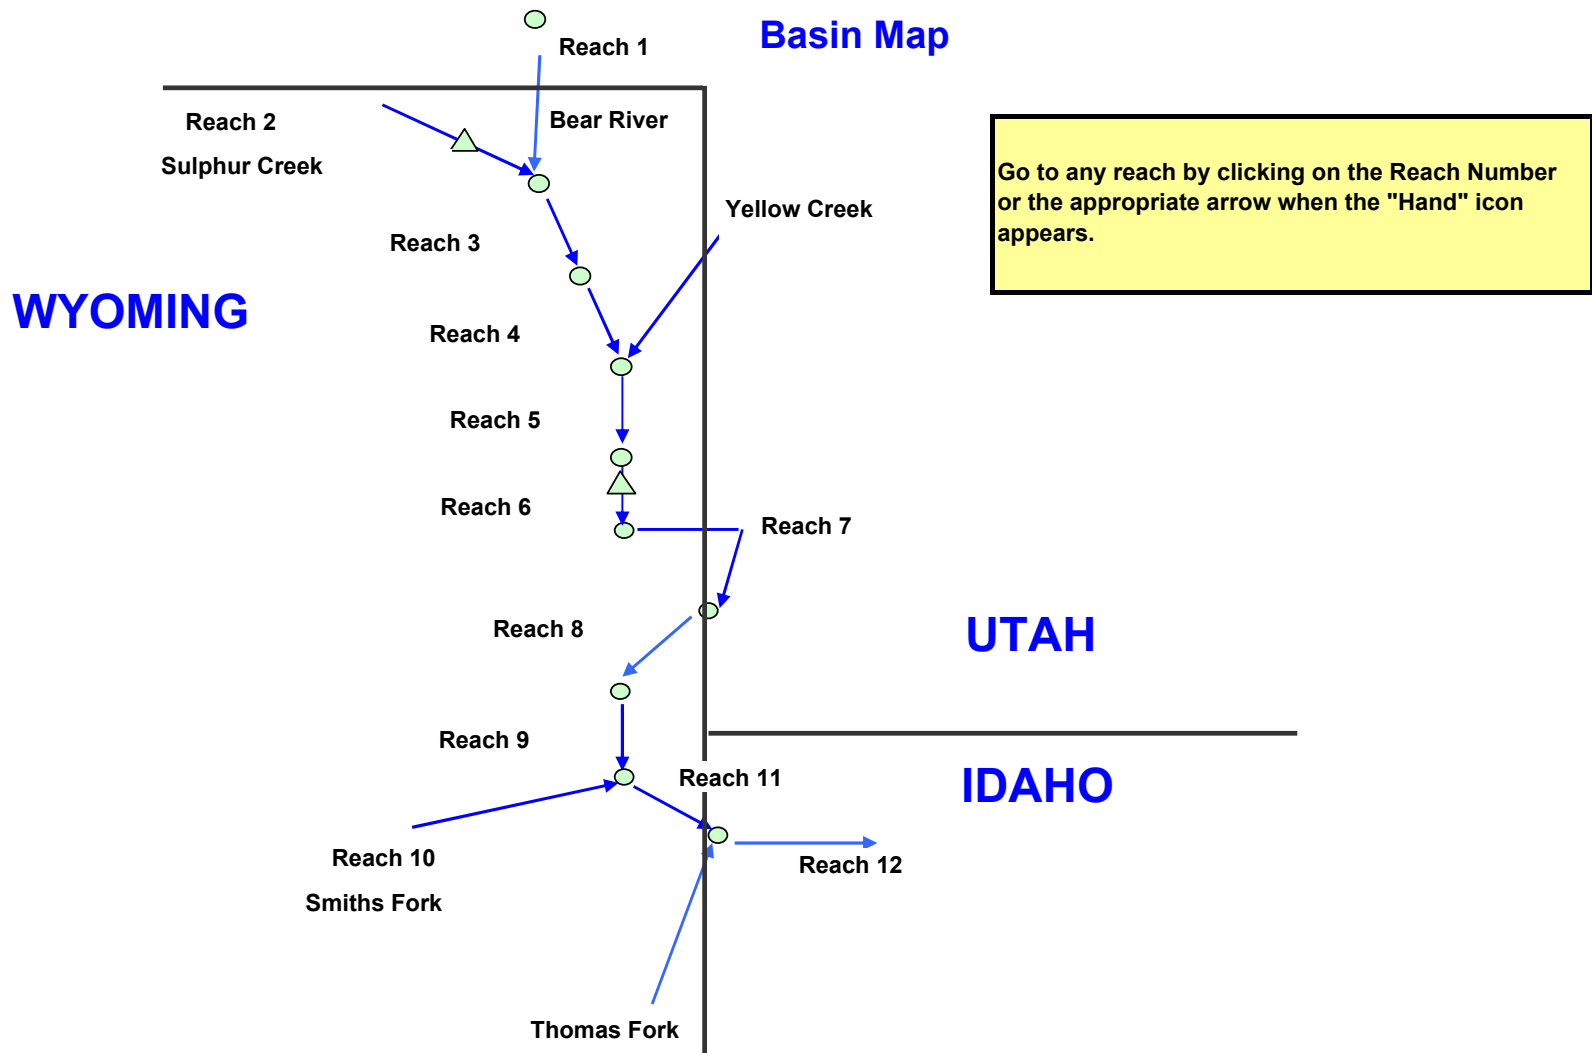 Basin Map
Reach 1
Reach 2
Bear River
Sulphur Creek
Go to any reach by clicking on the Reach Number
or the appropriate arrow when the "Hand" icon
appears.
Yellow Creek
Reach 3
WYOMING
Reach 4
Reach 5
Reach 6
Reach 7
Reach 8
UTAH
Reach 9
Reach 11
IDAHO
Reach 10
Reach 12
Smiths Fork
Thomas Fork